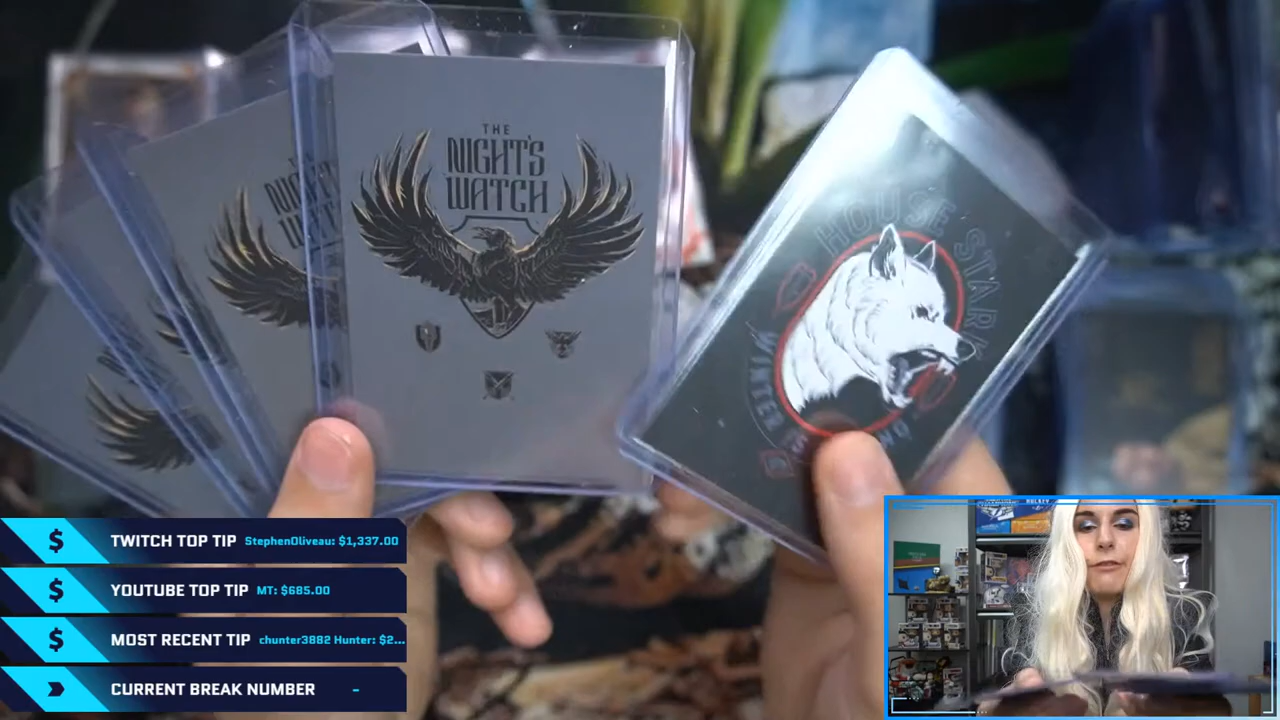 THE
NIGHT'S
WATCH
HOUSE STARK
WINTER IS
TWITCH TOP TIP StephenOliveau: $1,337.00
YOUTUBE TOP TIP MT: $685.00
MOST RECENT TIP chunter3882 Hunter: $2...
CURRENT BREAK NUMBER -
HOCKEY